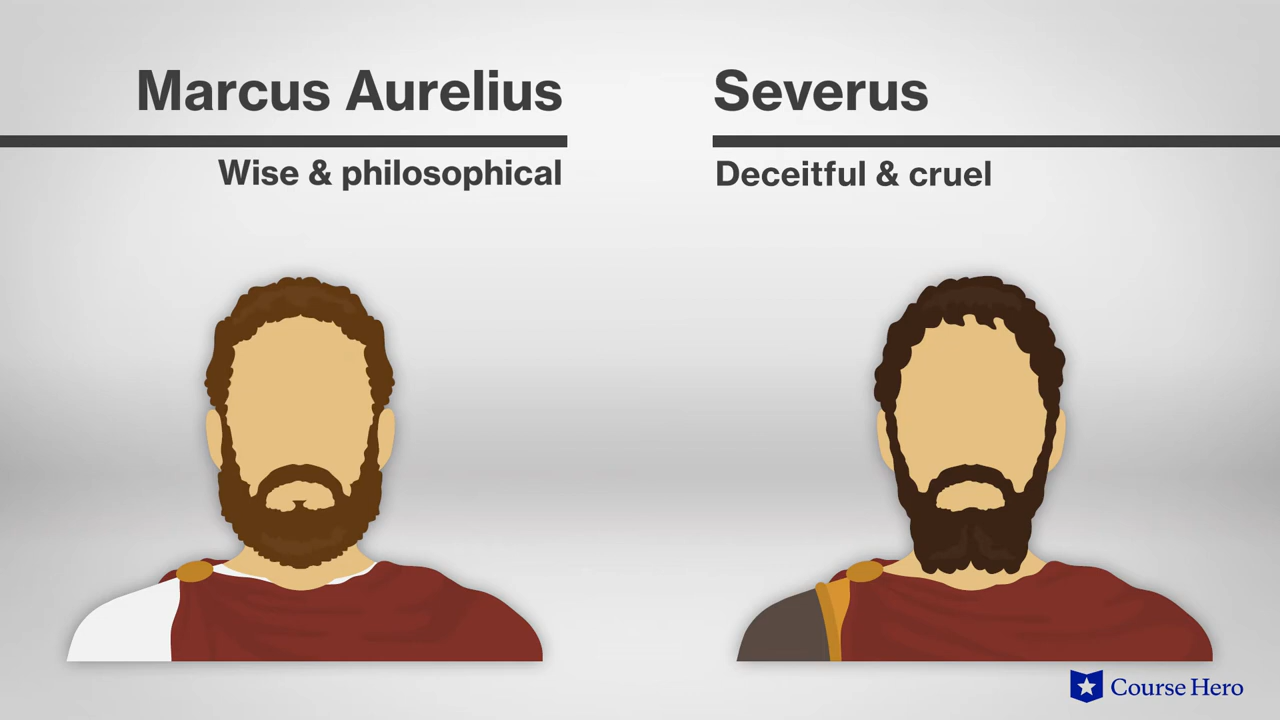 Marcus Aurelius
Wise & philosophical
Severus
Deceitful & cruel
Course Hero